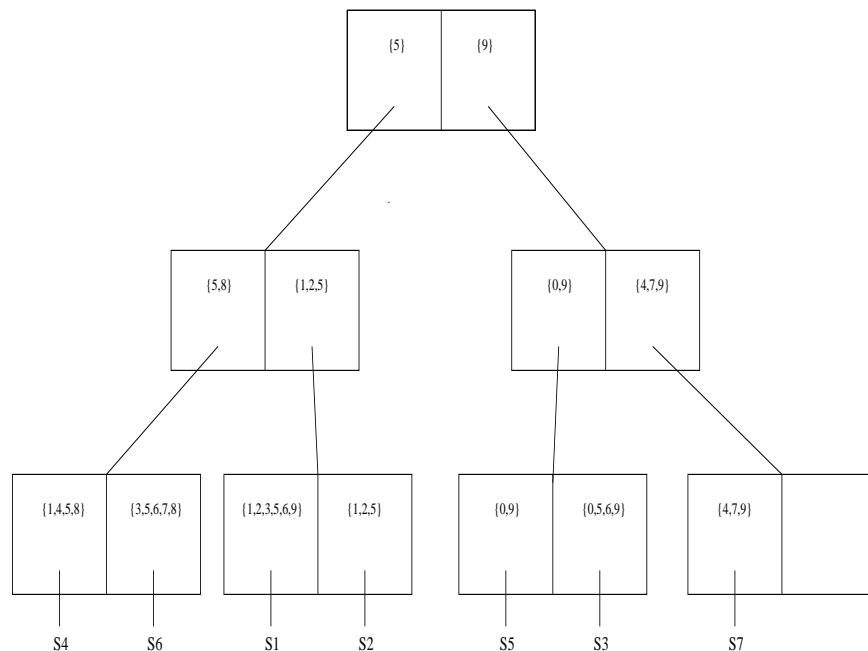 {5} {9}
{5,8} {1,2,5} {0,9} {4,7,9}
{1,4,5,8} {3,5,6,7,8} {1,2,3,5,6,9} {1,2,5} {0,9} {0,5,6,9} {4,7,9}
S4 S6 S1 S2 S5 S3 S7